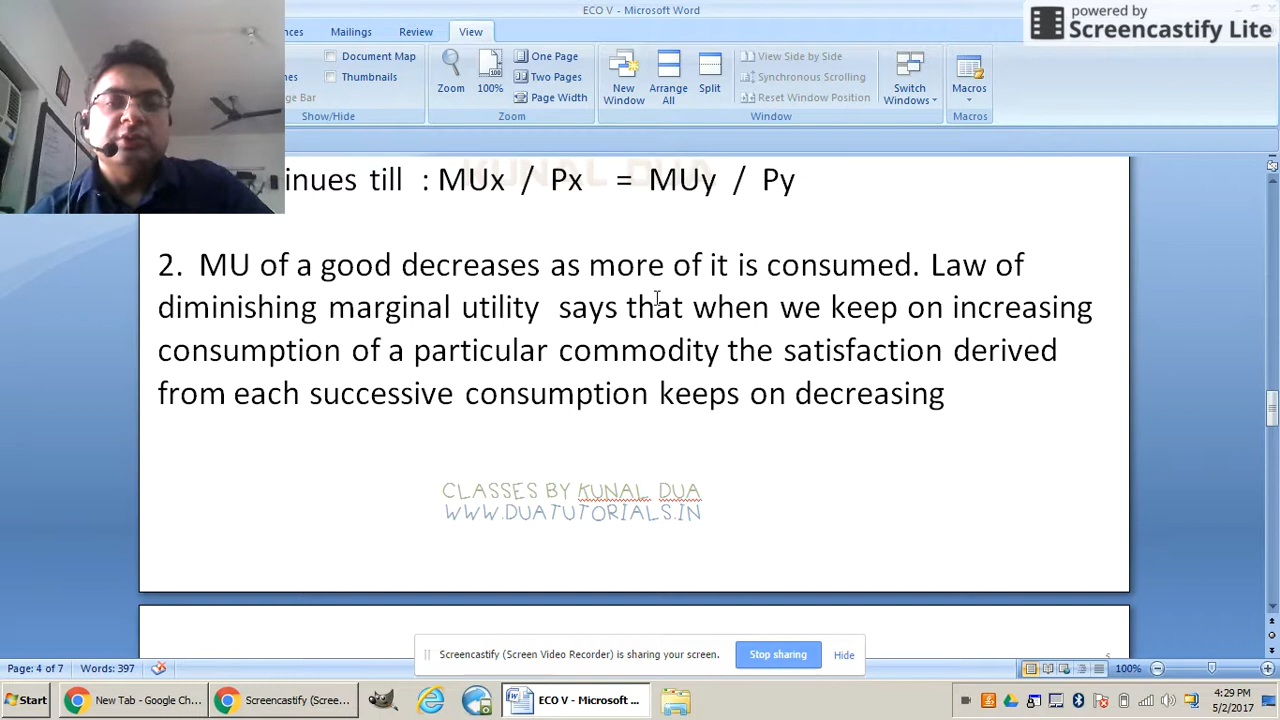 ECO V - Microsoft Word
powered by
Screencastify Lite
nces Mailings Review View
Document Map
Thumbnails
ge Bar
Show/Hide
Zoom
100%
One Page
Two Pages
Page Width
Zoom
New Window
Arrange All
Split
View Side by Side
Synchronous Scrolling
Reset Window Position
Switch Windows
Window
Macros
Macros
KUNAL DUA
inues till : MUx / Px = MUy / Py
2. MU of a good decreases as more of it is consumed. Law of
diminishing marginal utility says that when we keep on increasing
consumption of a particular commodity the satisfaction derived
from each successive consumption keeps on decreasing
CLASSES BY KUNAL DUA
WWW.DUATUTORIALS.IN
Screencastify (Screen Video Recorder) is sharing your screen. Stop sharing Hide
Page: 4 of 7 Words: 397 100%
Start New Tab - Google Ch... Screencastify (Scree... ECO V - Microsoft ... 4:29 PM
5/2/2017